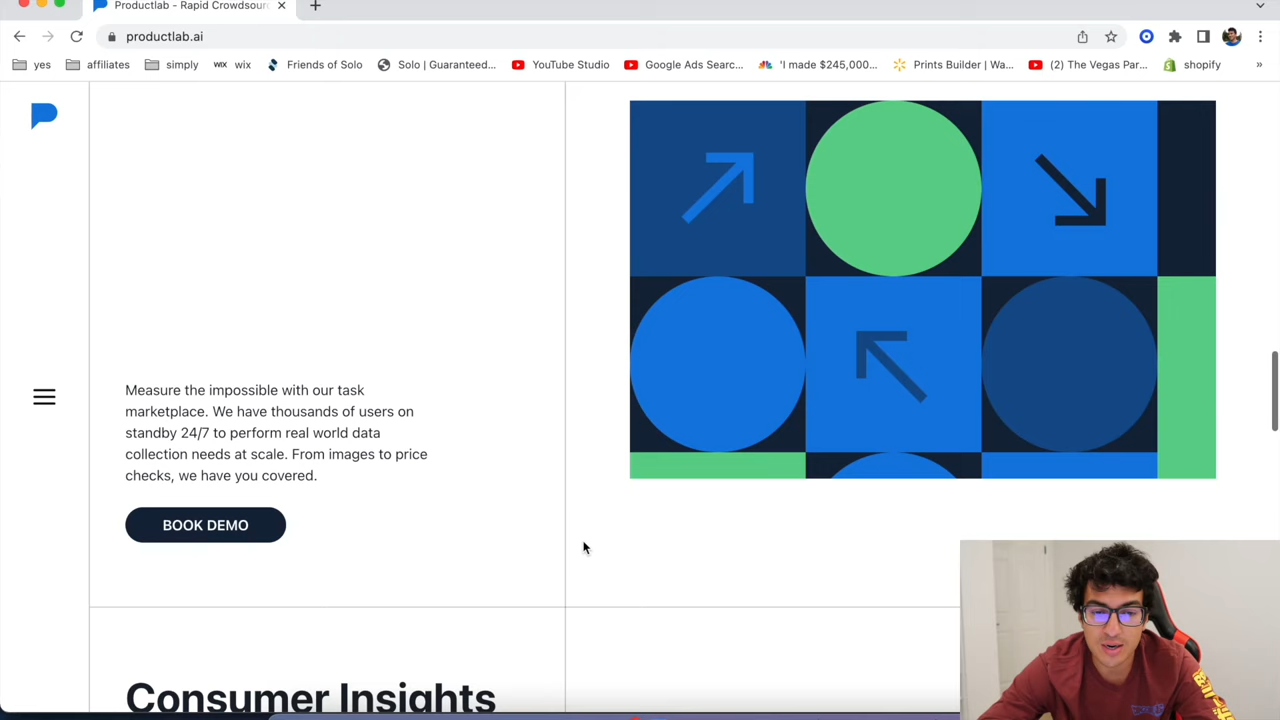 Productlab - Rapid Crowdsour
productlab.ai
yes
affiliates
simply
WiX
wix
Friends of Solo
Solo | Guaranteed...
YouTube Studio
Google Ads Searc...
'I made $245,000...
Prints Builder | Wa...
(2) The Vegas Par...
shopify
»
Measure the impossible with our task
marketplace. We have thousands of users on
standby 24/7 to perform real world data
collection needs at scale. From images to price
checks, we have you covered.
BOOK DEMO
Consumer Insights